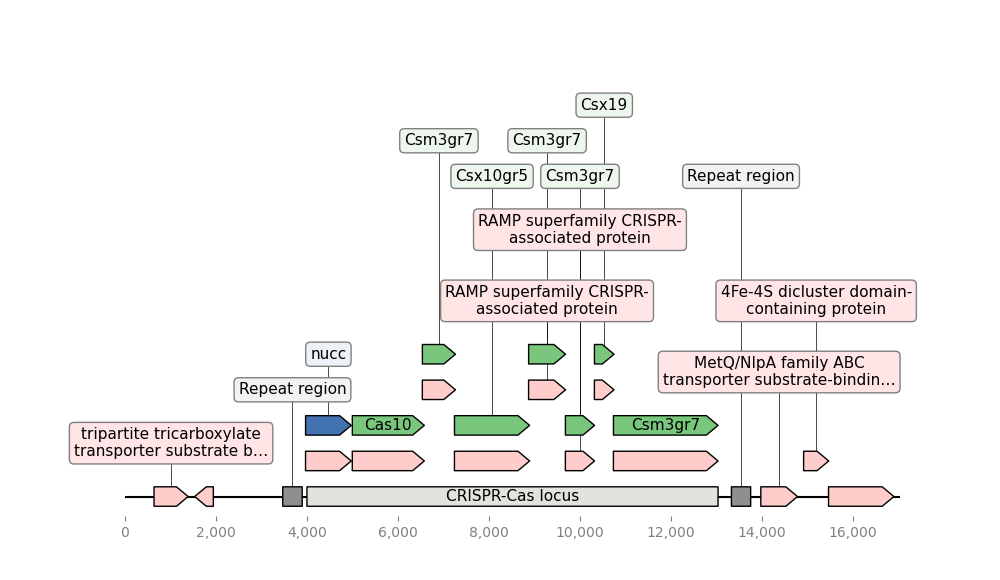 Csx19
Csm3gr7
Csm3gr7
Csx10gr5
Csm3gr7
Repeat region
RAMP superfamily CRISPR-
associated protein
RAMP superfamily CRISPR-
associated protein
4Fe-4S dicluster domain-
containing protein
nucc
MetQ/NlpA family ABC
transporter substrate-bindin…
Repeat region
Cas10
Csm3gr7
tripartite tricarboxylate
transporter substrate b…
CRISPR-Cas locus
0
2,000
4,000
6,000
8,000
10,000
12,000
14,000
16,000